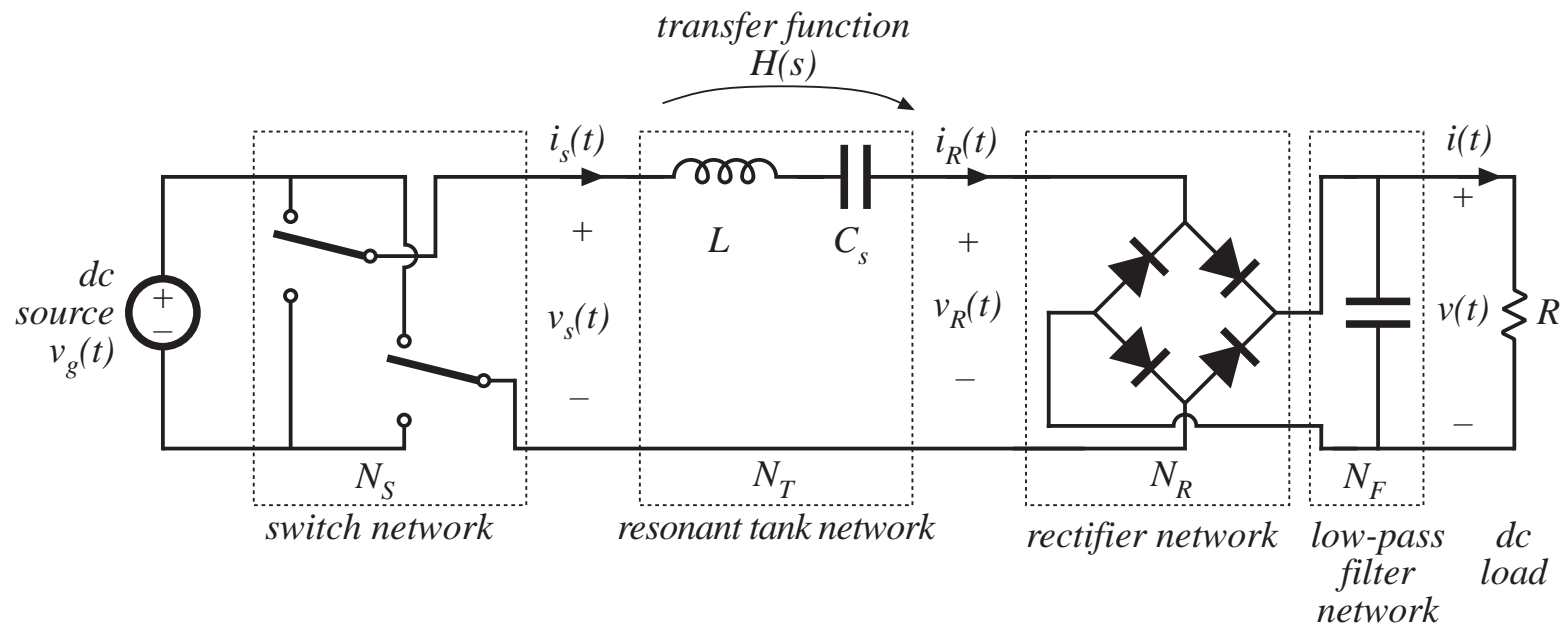 transfer function
H(s)
i_s(t)
i_R(t)
i(t)
+
+
+
L
C_s
dc
source
v_g(t)
+
–
v_s(t)
v_R(t)
v(t)
R
–
–
–
N_S
N_T
N_R
N_F
switch network
resonant tank network
rectifier network
low-pass
filter
network
dc
load